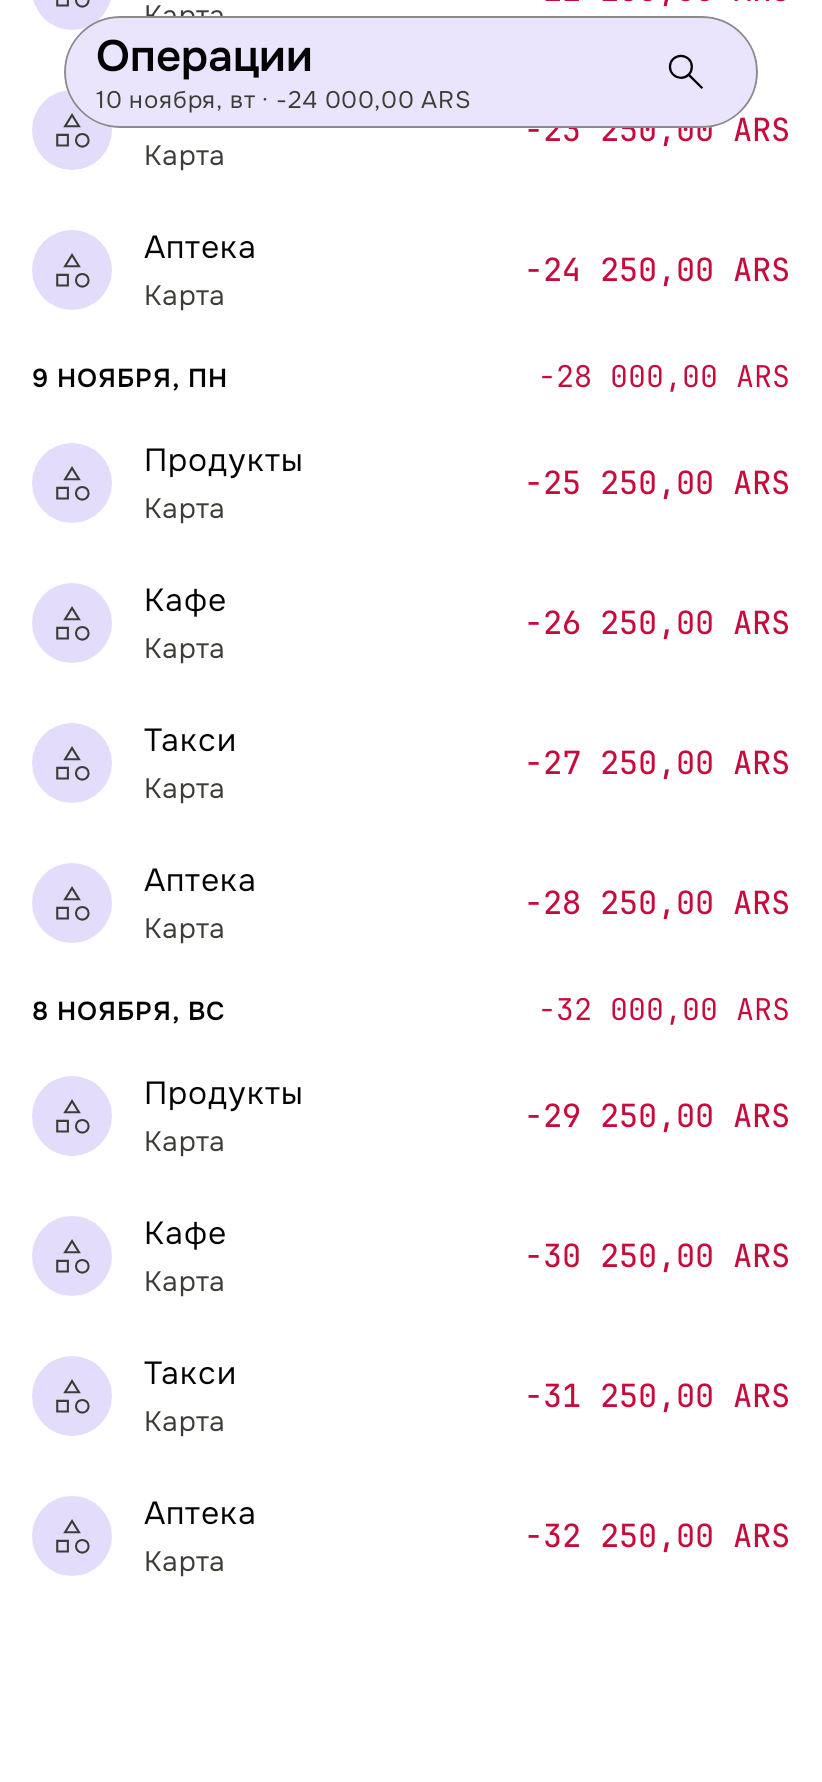 Операции
10 ноября, вт · -24 000,00 ARS
-23 250,00 ARS
Карта
Аптека
-24 250,00 ARS
Карта
9 НОЯБРЯ, ПН
-28 000,00 ARS
Продукты
-25 250,00 ARS
Карта
Кафе
-26 250,00 ARS
Карта
Такси
-27 250,00 ARS
Карта
Аптека
-28 250,00 ARS
Карта
8 НОЯБРЯ, ВС
-32 000,00 ARS
Продукты
-29 250,00 ARS
Карта
Кафе
-30 250,00 ARS
Карта
Такси
-31 250,00 ARS
Карта
Аптека
-32 250,00 ARS
Карта